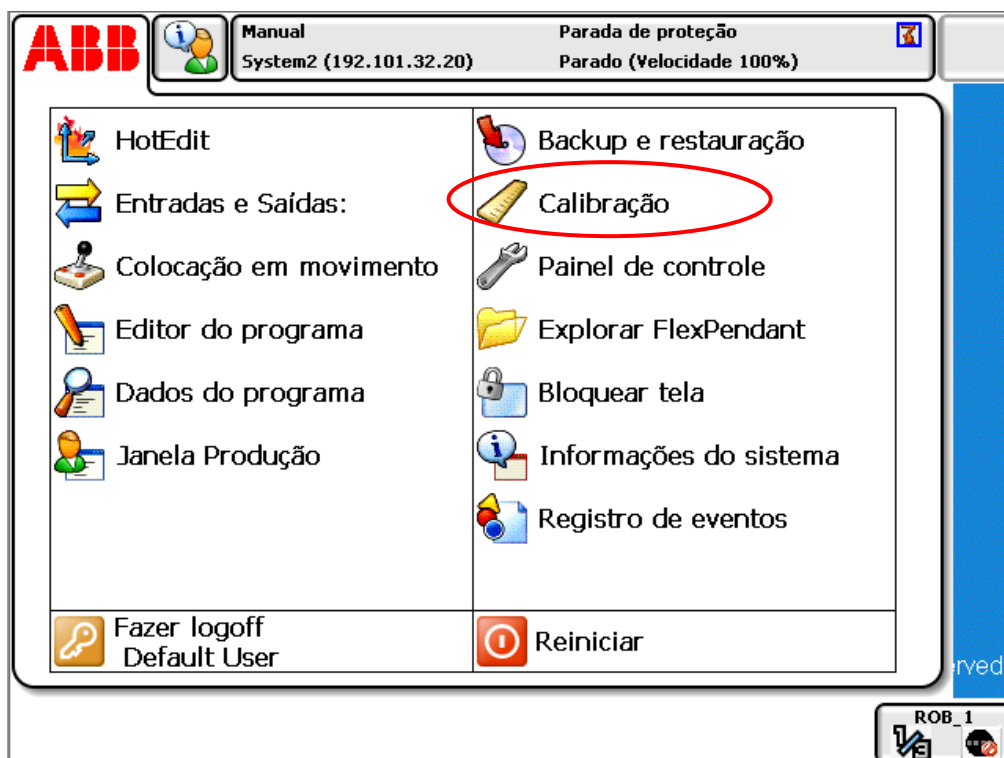 ABB
Manual
System2 (192.101.32.20)
Parada de proteção
Parado (Velocidade 100%)
HotEdit
Entradas e Saídas:
Colocação em movimento
Editor do programa
Dados do programa
Janela Produção
Backup e restauração
Calibração
Painel de controle
Explorar FlexPendant
Bloquear tela
Informações do sistema
Registro de eventos
Fazer logoff
Default User
Reiniciar
rved
ROB_1